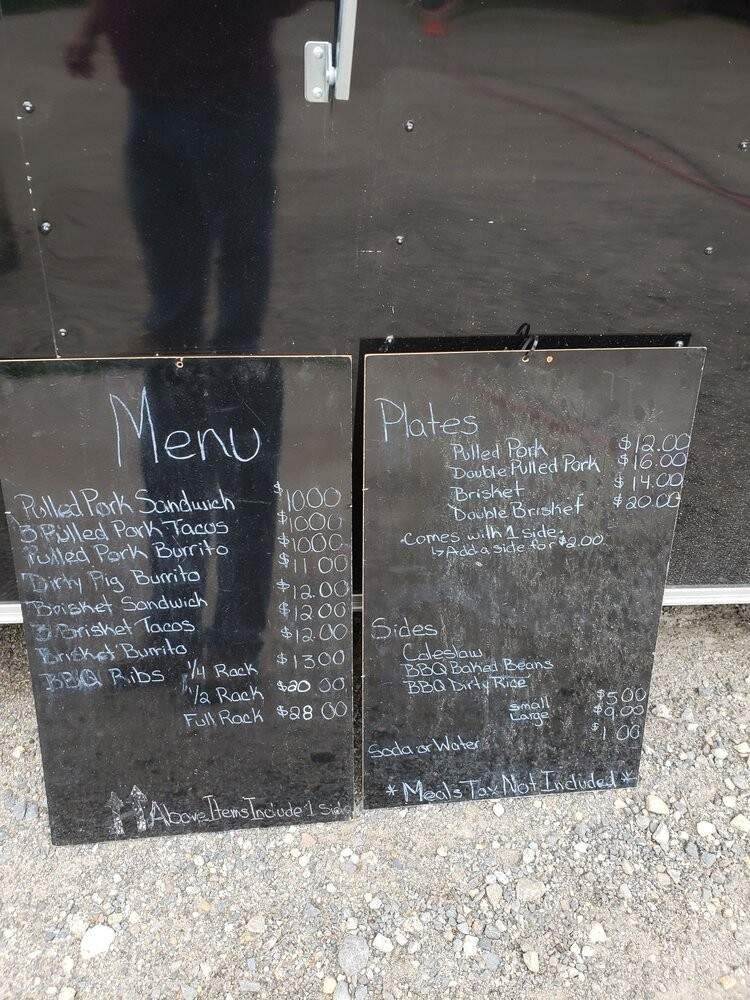 Menu
Pulled Pork Sandwich $10.00
3 Pulled Pork Tacos $10.00
Pulled Pork Burrito $10.00
Dirty Pig Burrito $11.00
Brisket Sandwich $12.00
3 Brisket Tacos $12.00
Brisket Burrito $12.00
BBQ Ribs 1/4 Rack $13.00
1/2 Rack $20.00
Full Rack $28.00
Above Items Include 1 Side
Plates
Pulled Pork $12.00
Double Pulled Pork $16.00
Brisket $14.00
Double Brisket $20.00
Comes with 1 side.
↳ Add a side for $2.00
Sides
Coleslaw
BBQ Baked Beans
BBQ Dirty Rice
Small $5.00
Large $9.00
Soda or Water $1.00
*Meals Tax Not Included*